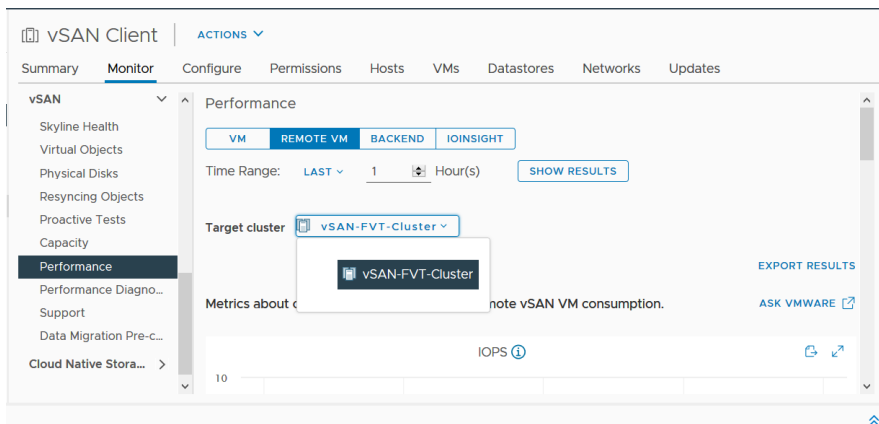 vSAN Client ACTIONS
Summary Monitor Configure Permissions Hosts VMs Datastores Networks Updates
vSAN
Skyline Health
Virtual Objects
Physical Disks
Resyncing Objects
Proactive Tests
Capacity
Performance
Performance Diagno...
Support
Data Migration Pre-c...
Cloud Native Stora...
Performance
VM REMOTE VM BACKEND IOINSIGHT
Time Range: LAST 1 Hour(s) SHOW RESULTS
Target cluster vSAN-FVT-Cluster
vSAN-FVT-Cluster
EXPORT RESULTS
Metrics about mote vSAN VM consumption. ASK VMWARE
IOPS
10